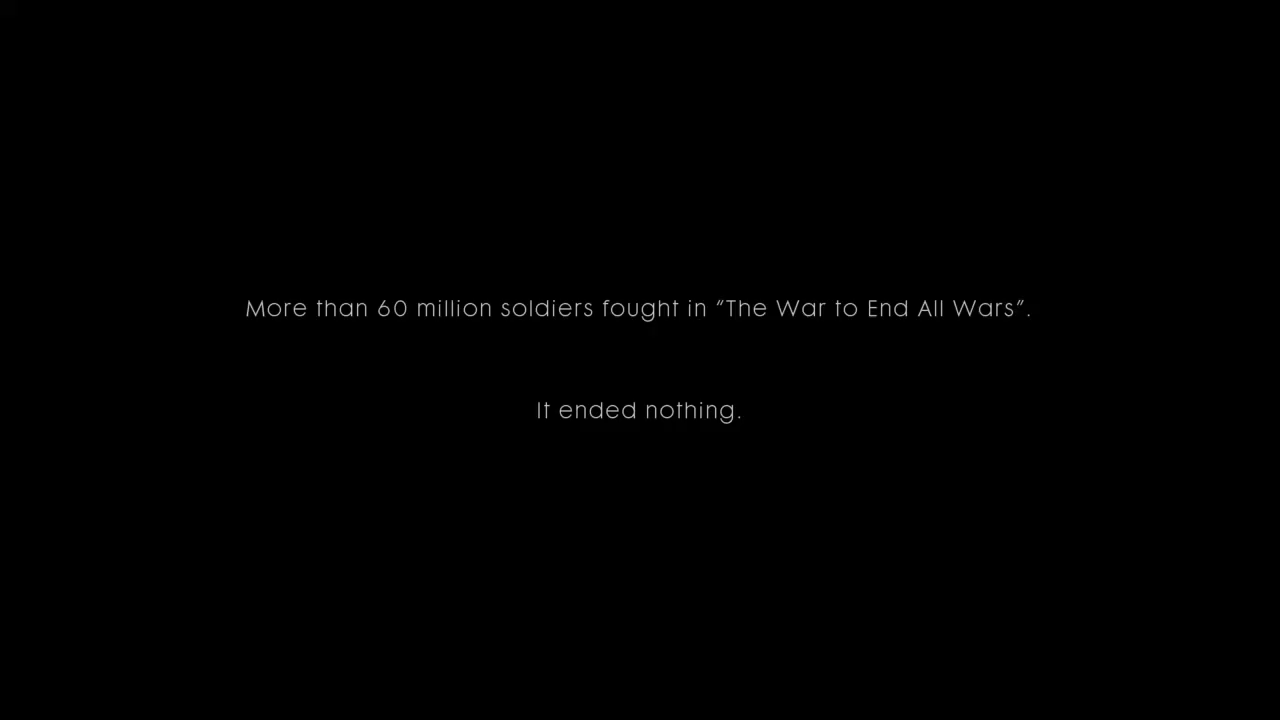 More than 60 million soldiers fought in “The War to End All Wars”.
It ended nothing.